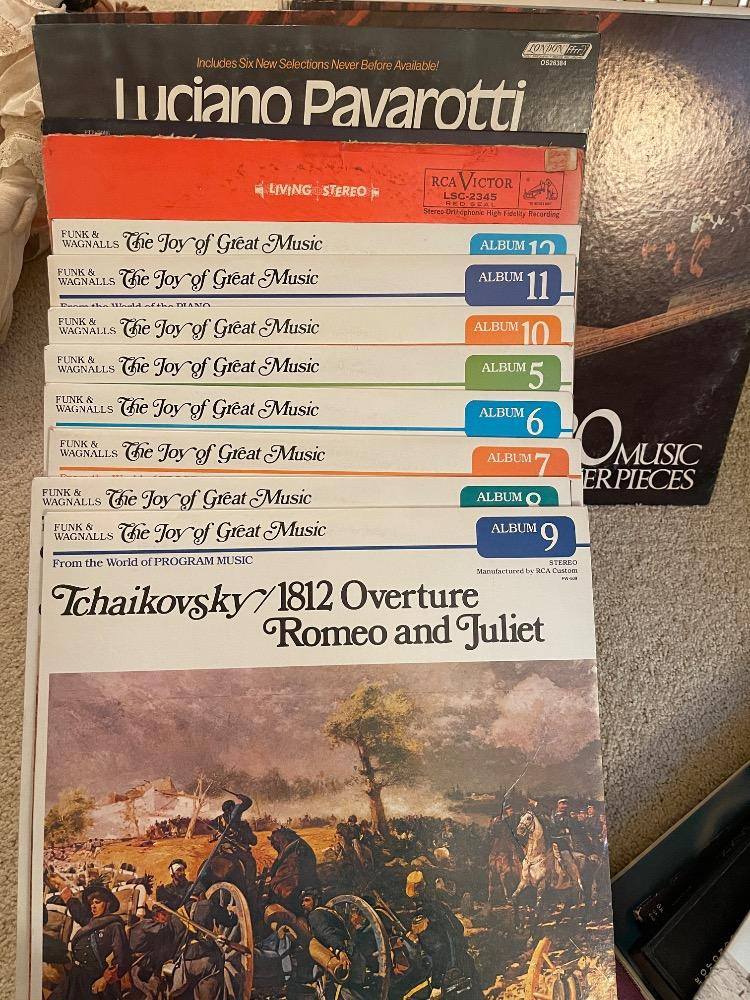 Includes Six New Selections Never Before Available!
LONDON ffrr
OS26384
Luciano Pavarotti
LIVING STEREO
RCA VICTOR
LSC-2345
RED SEAL
Stereo-Orthophonic High Fidelity Recording
FUNK &
WAGNALLS The Joy of Great Music ALBUM 12
FUNK &
WAGNALLS The Joy of Great Music ALBUM 11
From the World of the PIANO
FUNK &
WAGNALLS The Joy of Great Music ALBUM 10
FUNK &
WAGNALLS The Joy of Great Music ALBUM 5
FUNK &
WAGNALLS The Joy of Great Music ALBUM 6
FUNK &
WAGNALLS The Joy of Great Music ALBUM 7
FUNK &
WAGNALLS The Joy of Great Music ALBUM 8
FUNK &
WAGNALLS The Joy of Great Music ALBUM 9
From the World of PROGRAM MUSIC
STEREO
Manufactured by RCA Custom
Tchaikovsky/1812 Overture
Romeo and Juliet
MUSIC